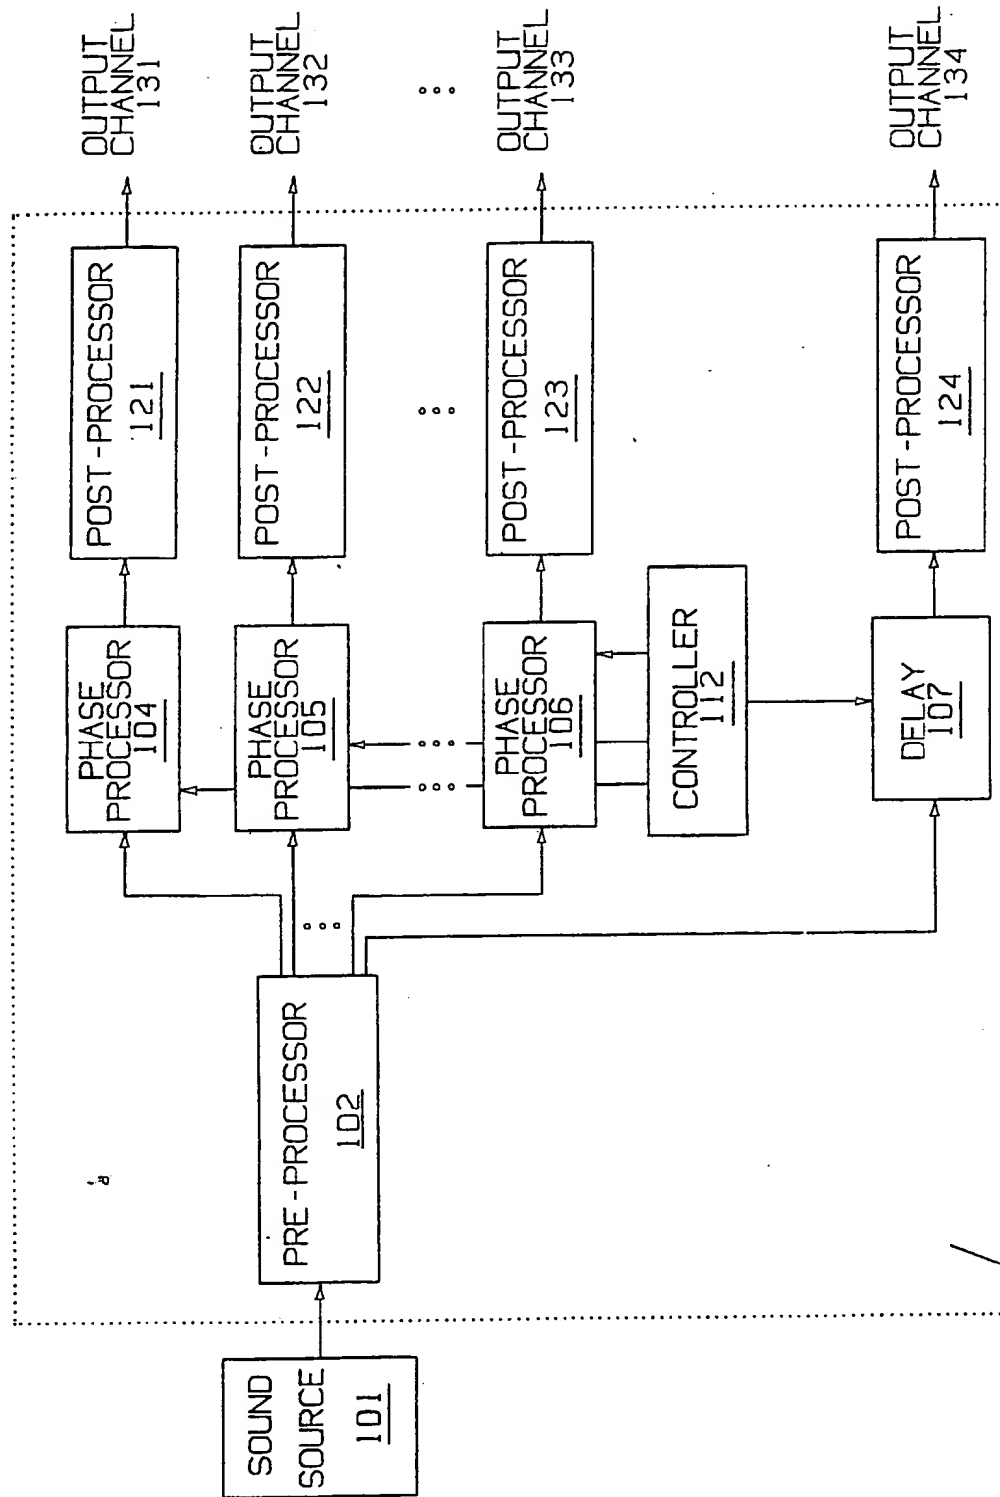 SOUND
SOURCE
101
PRE-PROCESSOR
102
PHASE
PROCESSOR
104
PHASE
PROCESSOR
105
PHASE
PROCESSOR
106
CONTROLLER
112
DELAY
107
POST-PROCESSOR
121
POST-PROCESSOR
122
POST-PROCESSOR
123
POST-PROCESSOR
124
OUTPUT
CHANNEL
131
OUTPUT
CHANNEL
132
OUTPUT
CHANNEL
133
OUTPUT
CHANNEL
134